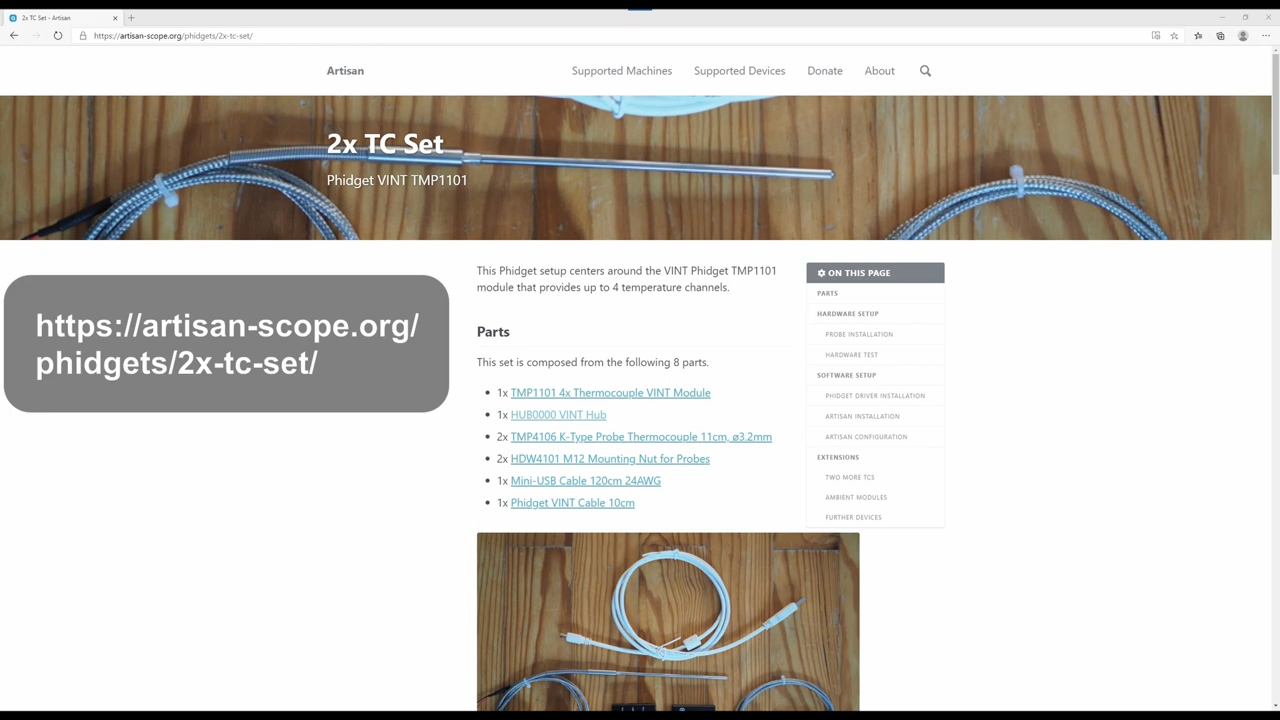 2x TC Set - Artisan
https://artisan-scope.org/phidgets/2x-tc-set/
Artisan
Supported Machines
Supported Devices
Donate
About
2x TC Set
Phidget VINT TMP1101
https://artisan-scope.org/
phidgets/2x-tc-set/
This Phidget setup centers around the VINT Phidget TMP1101
module that provides up to 4 temperature channels.
Parts
This set is composed from the following 8 parts.
1x TMP1101 4x Thermocouple VINT Module
1x HUB0000 VINT Hub
2x TMP4106 K-Type Probe Thermocouple 11cm, ø3.2mm
2x HDW4101 M12 Mounting Nut for Probes
1x Mini-USB Cable 120cm 24AWG
1x Phidget VINT Cable 10cm
ON THIS PAGE
PARTS
HARDWARE SETUP
PROBE INSTALLATION
HARDWARE TEST
SOFTWARE SETUP
PHIDGET DRIVER INSTALLATION
ARTISAN INSTALLATION
ARTISAN CONFIGURATION
EXTENSIONS
TWO MORE TCS
AMBIENT MODULES
FURTHER DEVICES